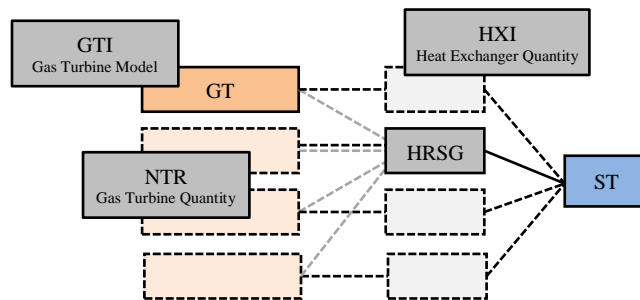 GTI
Gas Turbine Model
HXI
Heat Exchanger Quantity
GT
HRSG
NTR
Gas Turbine Quantity
ST